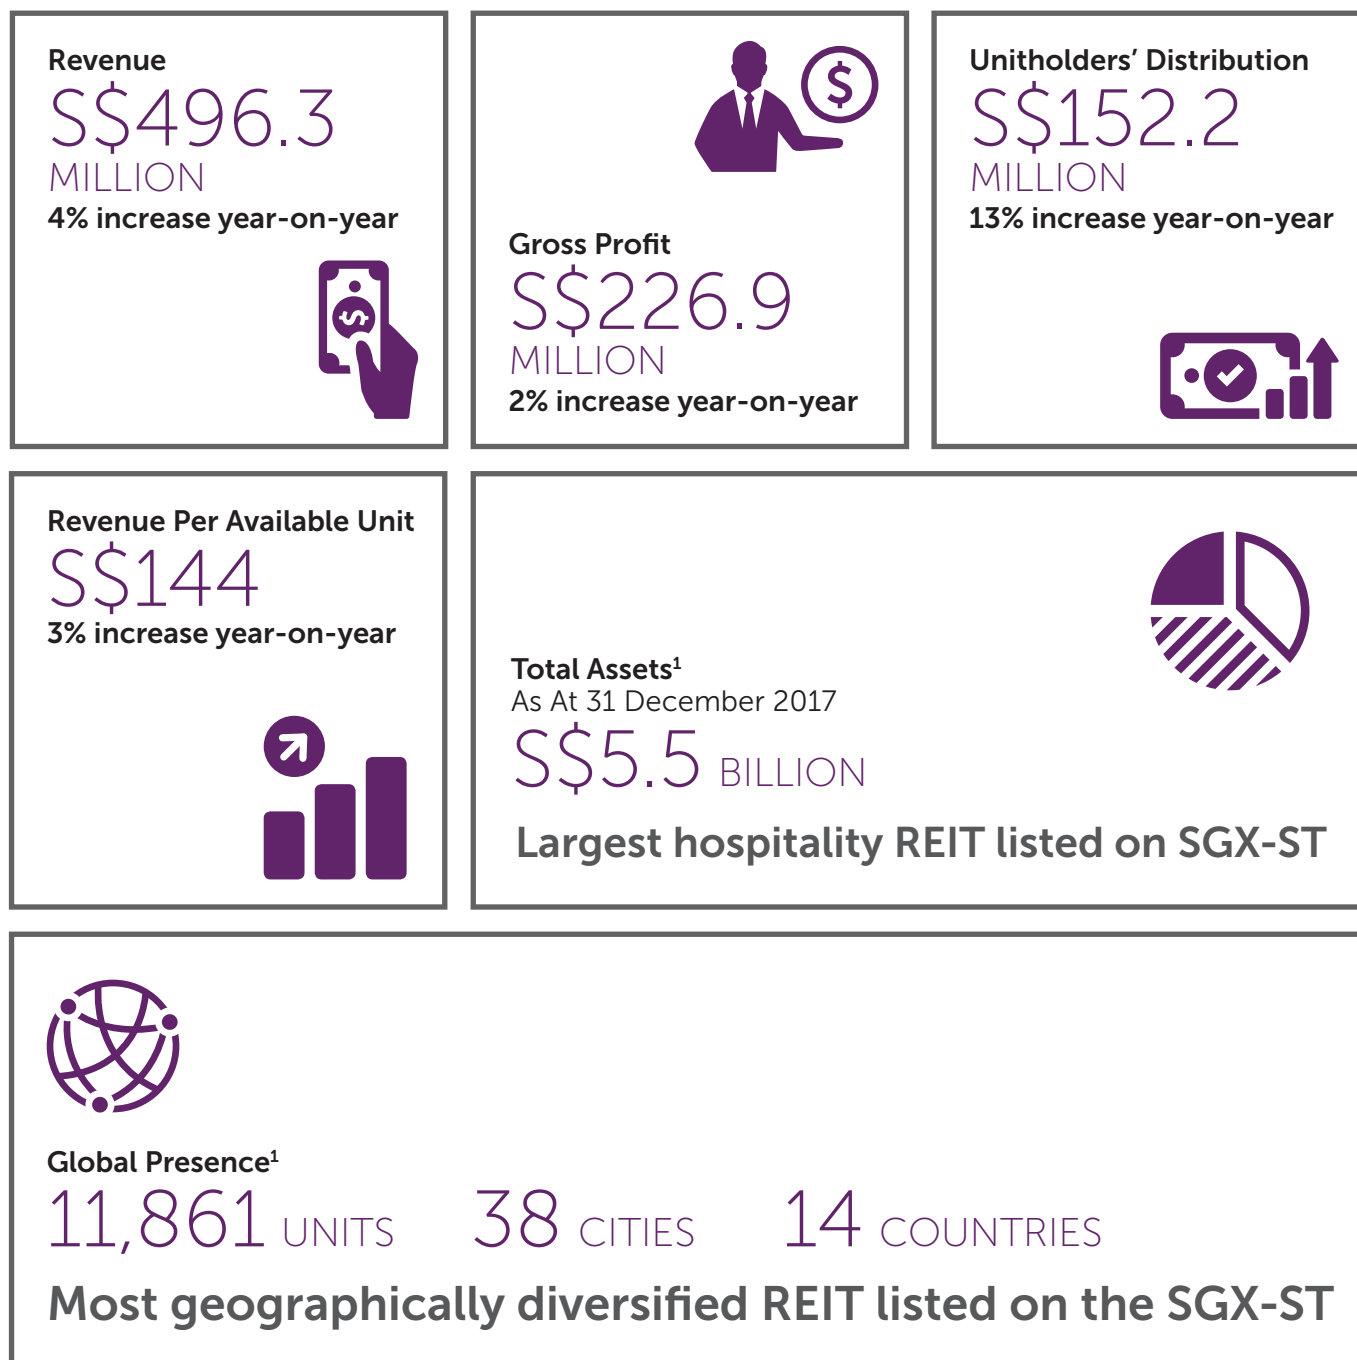 Revenue
S$496.3
MILLION
4% increase year-on-year
$
Gross Profit
S$226.9
MILLION
2% increase year-on-year
$
Unitholders’ Distribution
S$152.2
MILLION
13% increase year-on-year
Revenue Per Available Unit
S$144
3% increase year-on-year
Total Assets¹
As At 31 December 2017
S$5.5 BILLION
Largest hospitality REIT listed on SGX-ST
Global Presence¹
11,861 UNITS 38 CITIES 14 COUNTRIES
Most geographically diversified REIT listed on the SGX-ST